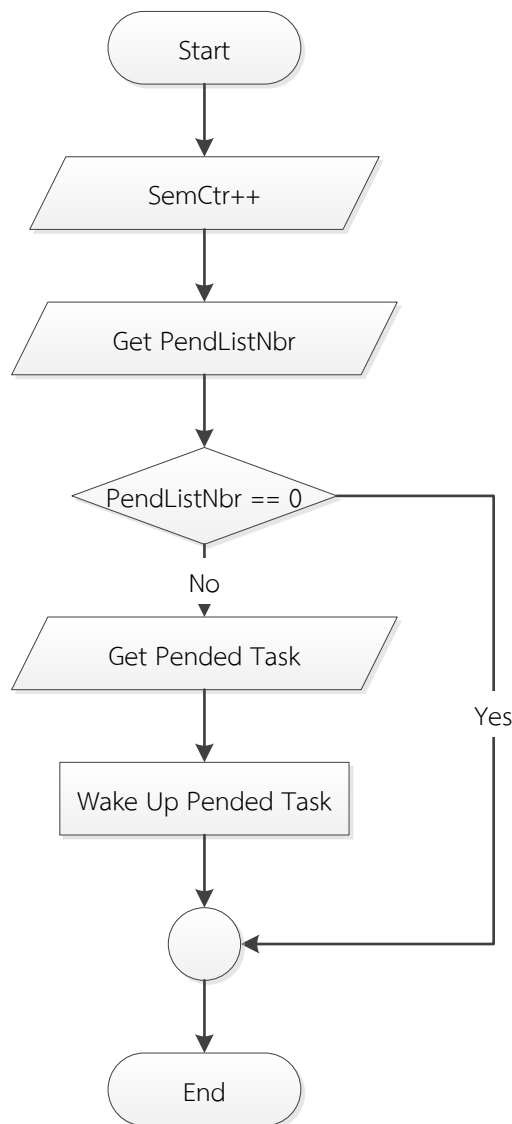 Start
SemCtr++
Get PendListNbr
PendListNbr == 0
No
Get Pended Task
Yes
Wake Up Pended Task
End